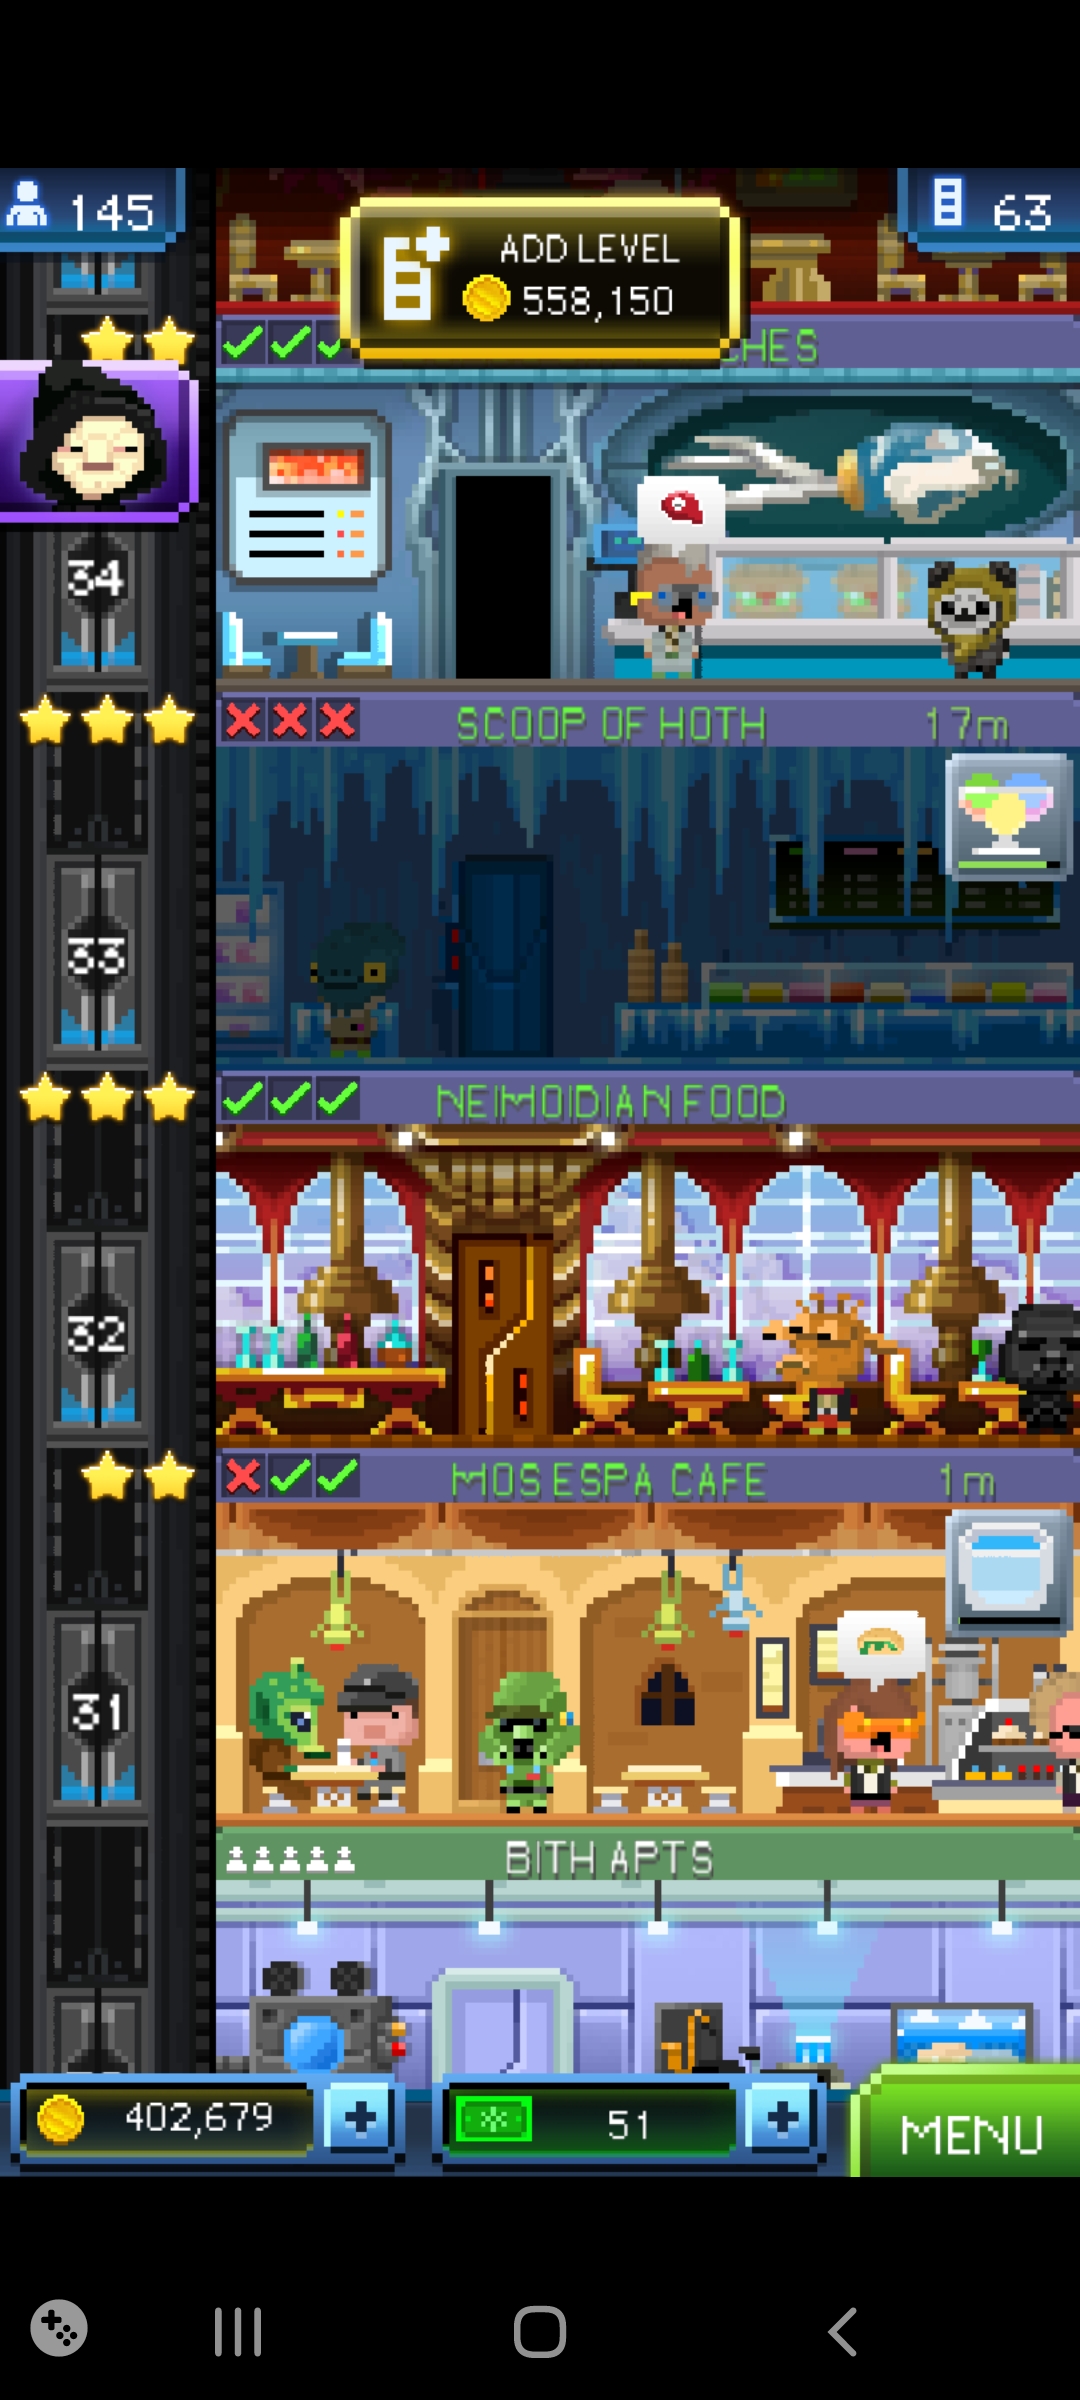 145
ADD LEVEL
558,150
63
34
SCOOP OF HOTH
17m
33
NEIMOIDIAN FOOD
32
MOS ESPA CAFE
1m
31
BITH APTS
402,679
51
MENU